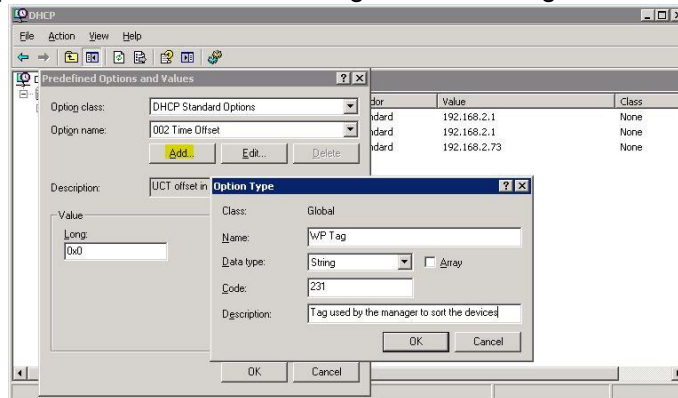 DHCP
File Action View Help
Predefined Options and Values
Option class: DHCP Standard Options
Option name: 002 Time Offset
Add... Edit... Delete
Description: UCT offset in
Value
Long:
0x0
OK Cancel
Value Class
ndard 192.168.2.1 None
ndard 192.168.2.1 None
ndard 192.168.2.73 None
Option Type
Class: Global
Name: WP Tag
Data type: String Array
Code: 231
Description: Tag used by the manager to sort the devices
OK Cancel